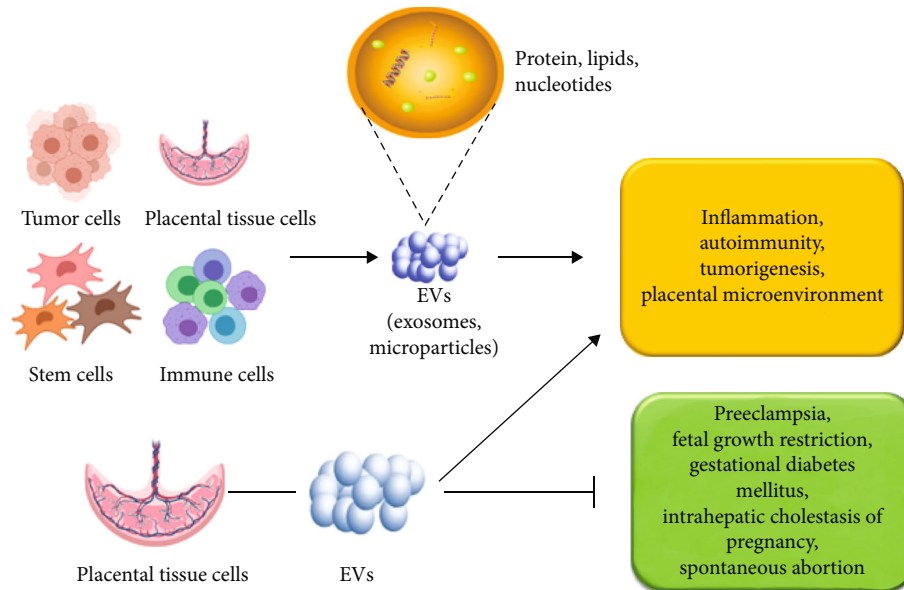 Protein, lipids,
nucleotides
Tumor cells
Placental tissue cells
Stem cells
Immune cells
EVs
(exosomes,
microparticles)
Inflammation,
autoimmunity,
tumorigenesis,
placental microenvironment
Placental tissue cells
EVs
Preeclampsia,
fetal growth restriction,
gestational diabetes
mellitus,
intrahepatic cholestasis of
pregnancy,
spontaneous abortion